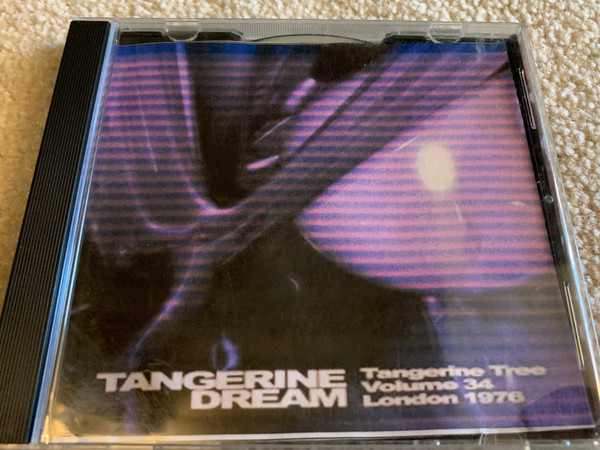 TANGERINE
DREAM
Tangerine Tree
Volume 34
London 1976